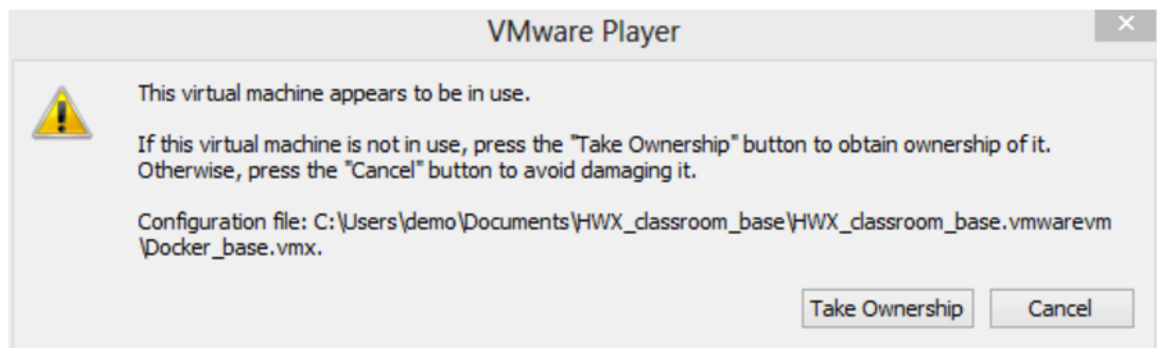 VMware Player
This virtual machine appears to be in use.
If this virtual machine is not in use, press the "Take Ownership" button to obtain ownership of it.
Otherwise, press the "Cancel" button to avoid damaging it.
Configuration file: C:\Users\demo\Documents\HWX_classroom_base\HWX_classroom_base.vmwarevm
\Docker_base.vmx.
Take Ownership
Cancel